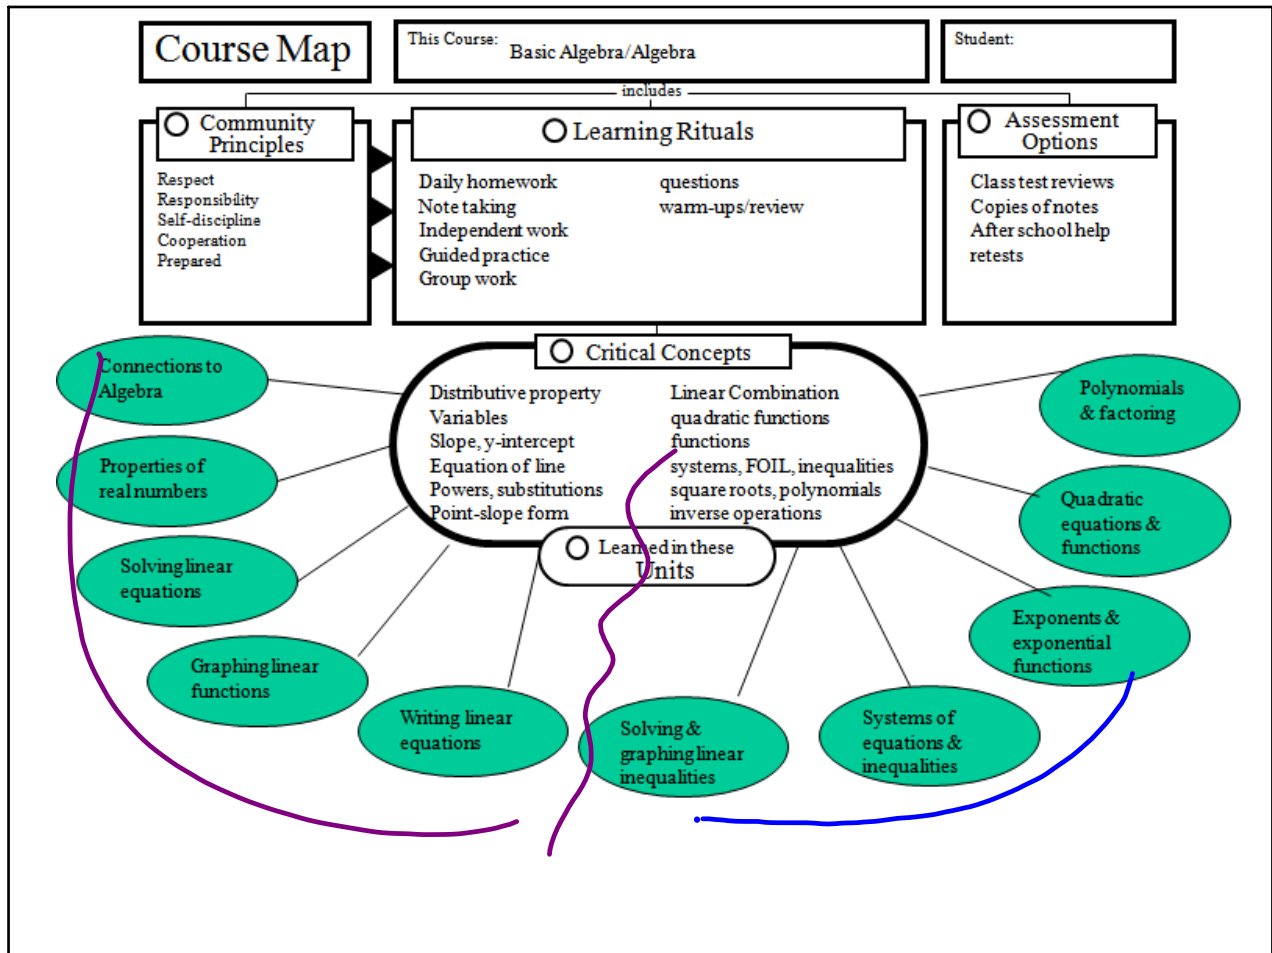 Course Map
This Course:
Basic Algebra/Algebra
Student:
includes
Community
Principles
Respect
Responsibility
Self-discipline
Cooperation
Prepared
Learning Rituals
Daily homework
Note taking
Independent work
Guided practice
Group work
questions
warm-ups/review
Assessment
Options
Class test reviews
Copies of notes
After school help
retests
Critical Concepts
Distributive property
Variables
Slope, y-intercept
Equation of line
Powers, substitutions
Point-slope form
Linear Combination
quadratic functions
functions
systems, FOIL, inequalities
square roots, polynomials
inverse operations
Learned in these
Units
Connections to
Algebra
Properties of
real numbers
Solving linear
equations
Graphing linear
functions
Writing linear
equations
Solving &
graphing linear
inequalities
Systems of
equations &
inequalities
Exponents &
exponential
functions
Quadratic
equations &
functions
Polynomials
& factoring